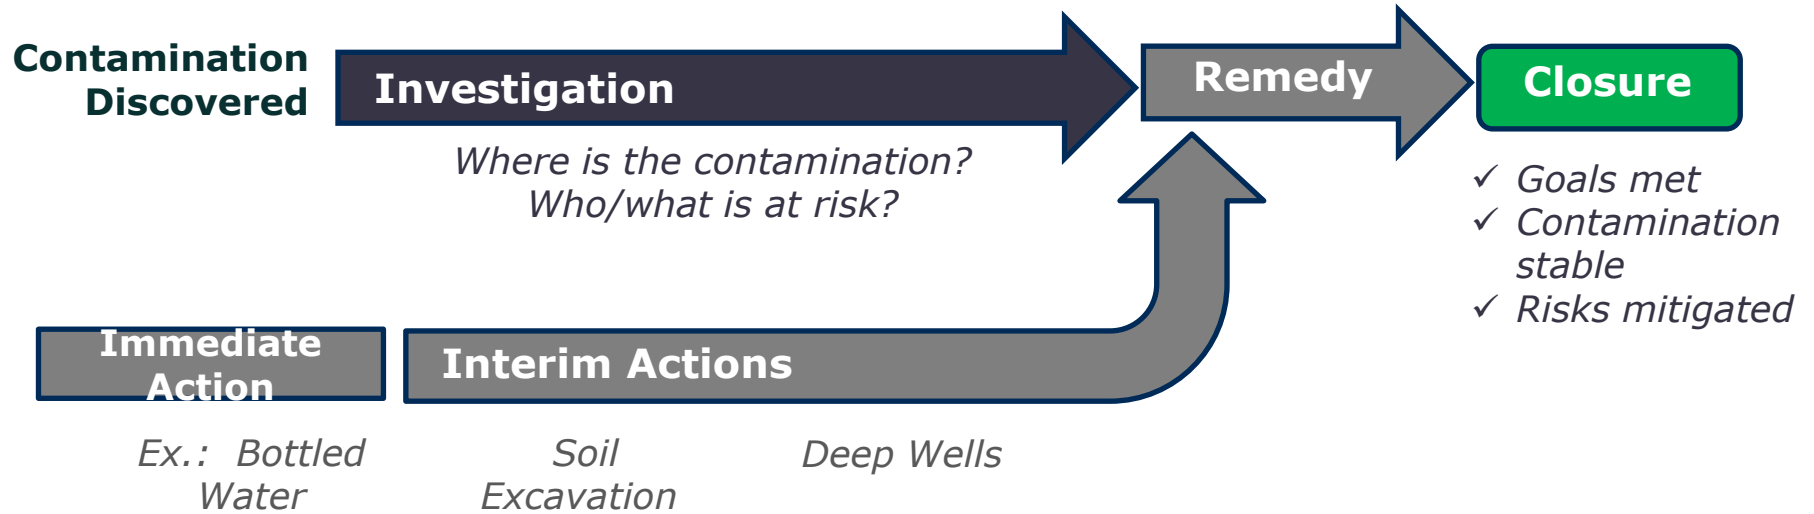 Contamination
Discovered
Investigation
Remedy
Closure
Where is the contamination?
Who/what is at risk?
✓ Goals met
✓ Contamination
stable
✓ Risks mitigated
Immediate
Action
Interim Actions
Ex.: Bottled
Water
Soil
Excavation
Deep Wells